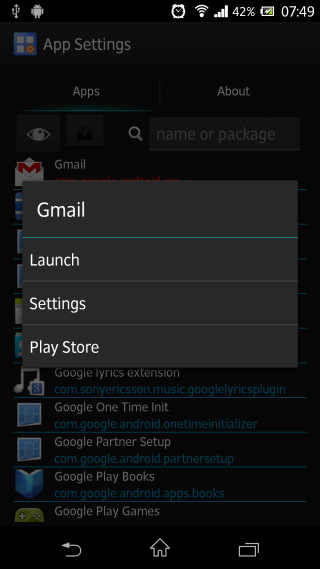 42% 07:49
App Settings
Apps About
name or package
Gmail
Gmail
Launch
Settings
Play Store
Google lyrics extension
com.sonyericsson.music.googlelyricsplugin
Google One Time Init
com.google.android.onetimeinitializer
Google Partner Setup
com.google.android.partnersetup
Google Play Books
com.google.android.apps.books
Google Play Games